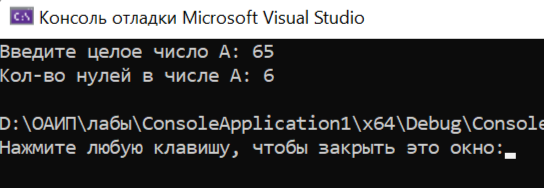 Консоль отладки Microsoft Visual Studio
Введите целое число A: 65
Кол-во нулей в числе A: 6
D:\ОАИП\лабы\ConsoleApplication1\x64\Debug\Console
Нажмите любую клавишу, чтобы закрыть это окно: